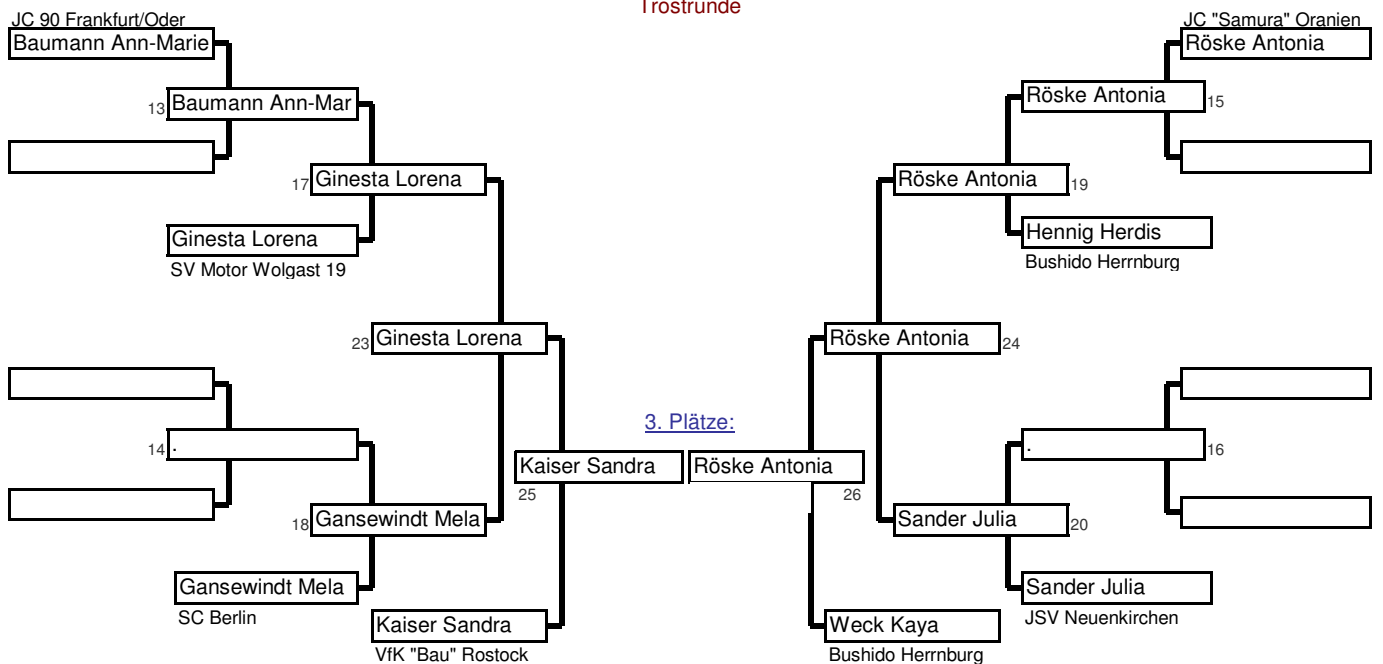 Trostrunde
JC 90 Frankfurt/Oder
JC "Samura" Oranien
Baumann Ann-Marie
Röske Antonia
13 Baumann Ann-Mar
Röske Antonia 15
17 Ginesta Lorena
Röske Antonia 19
Ginesta Lorena
Hennig Herdis
SV Motor Wolgast 19
Bushido Herrnburg
23 Ginesta Lorena
Röske Antonia 24
3. Plätze:
14 .
. 16
Kaiser Sandra
Röske Antonia
25
26
18 Gansewindt Mela
Sander Julia 20
Gansewindt Mela
Sander Julia
SC Berlin
JSV Neuenkirchen
Kaiser Sandra
Weck Kaya
VfK "Bau" Rostock
Bushido Herrnburg